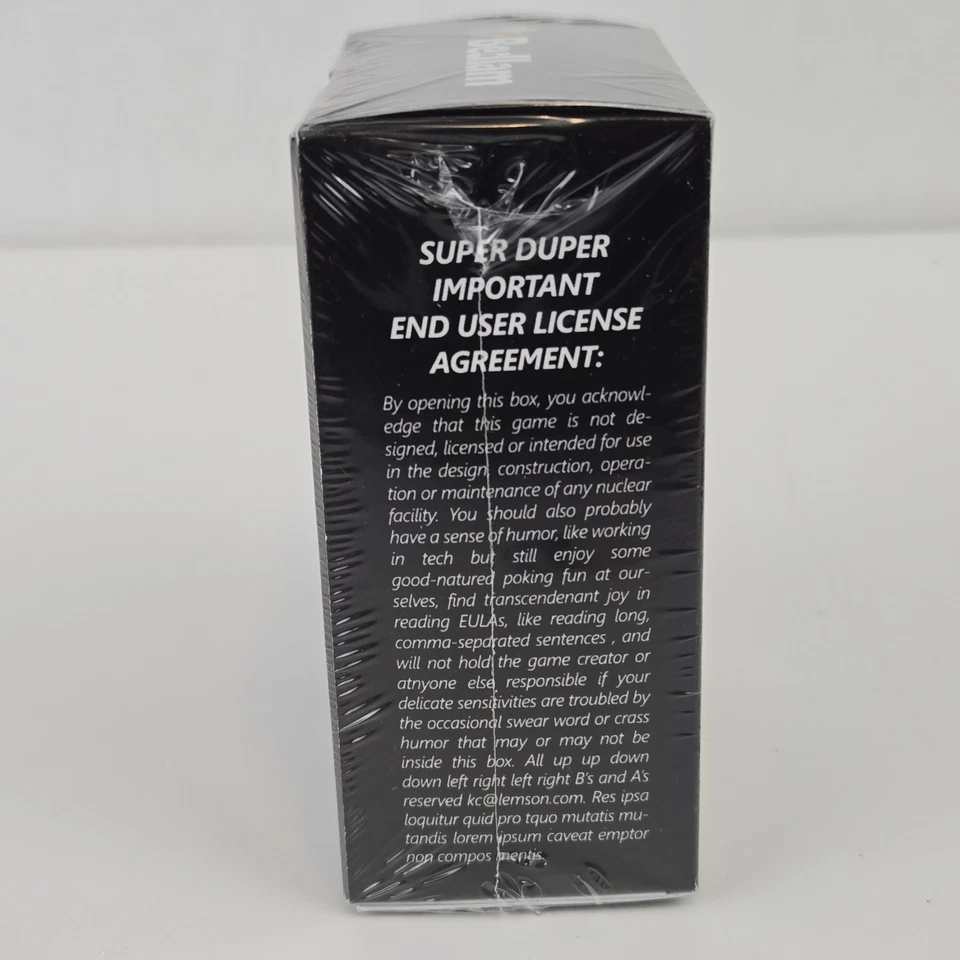 SUPER DUPER
IMPORTANT
END USER LICENSE
AGREEMENT:
By opening this box, you acknowl-
edge that this game is not de-
signed, licensed or intended for use
in the design, construction, opera-
tion or maintenance of any nuclear
facility. You should also probably
have a sense of humor, like working
in tech but still enjoy some
good-natured poking fun at our-
selves, find transcendenant joy in
reading EULAs, like reading long,
comma-separated sentences , and
will not hold the game creator or
atnyone else responsible if your
delicate sensitivities are troubled by
the occasional swear word or crass
humor that may or may not be
inside this box. All up up down
down left right left right B's and A's
reserved kc@lemson.com. Res ipsa
loquitur quid pro tquo mutatis mu-
tandis lorem ipsum caveat emptor
non compos mentis.